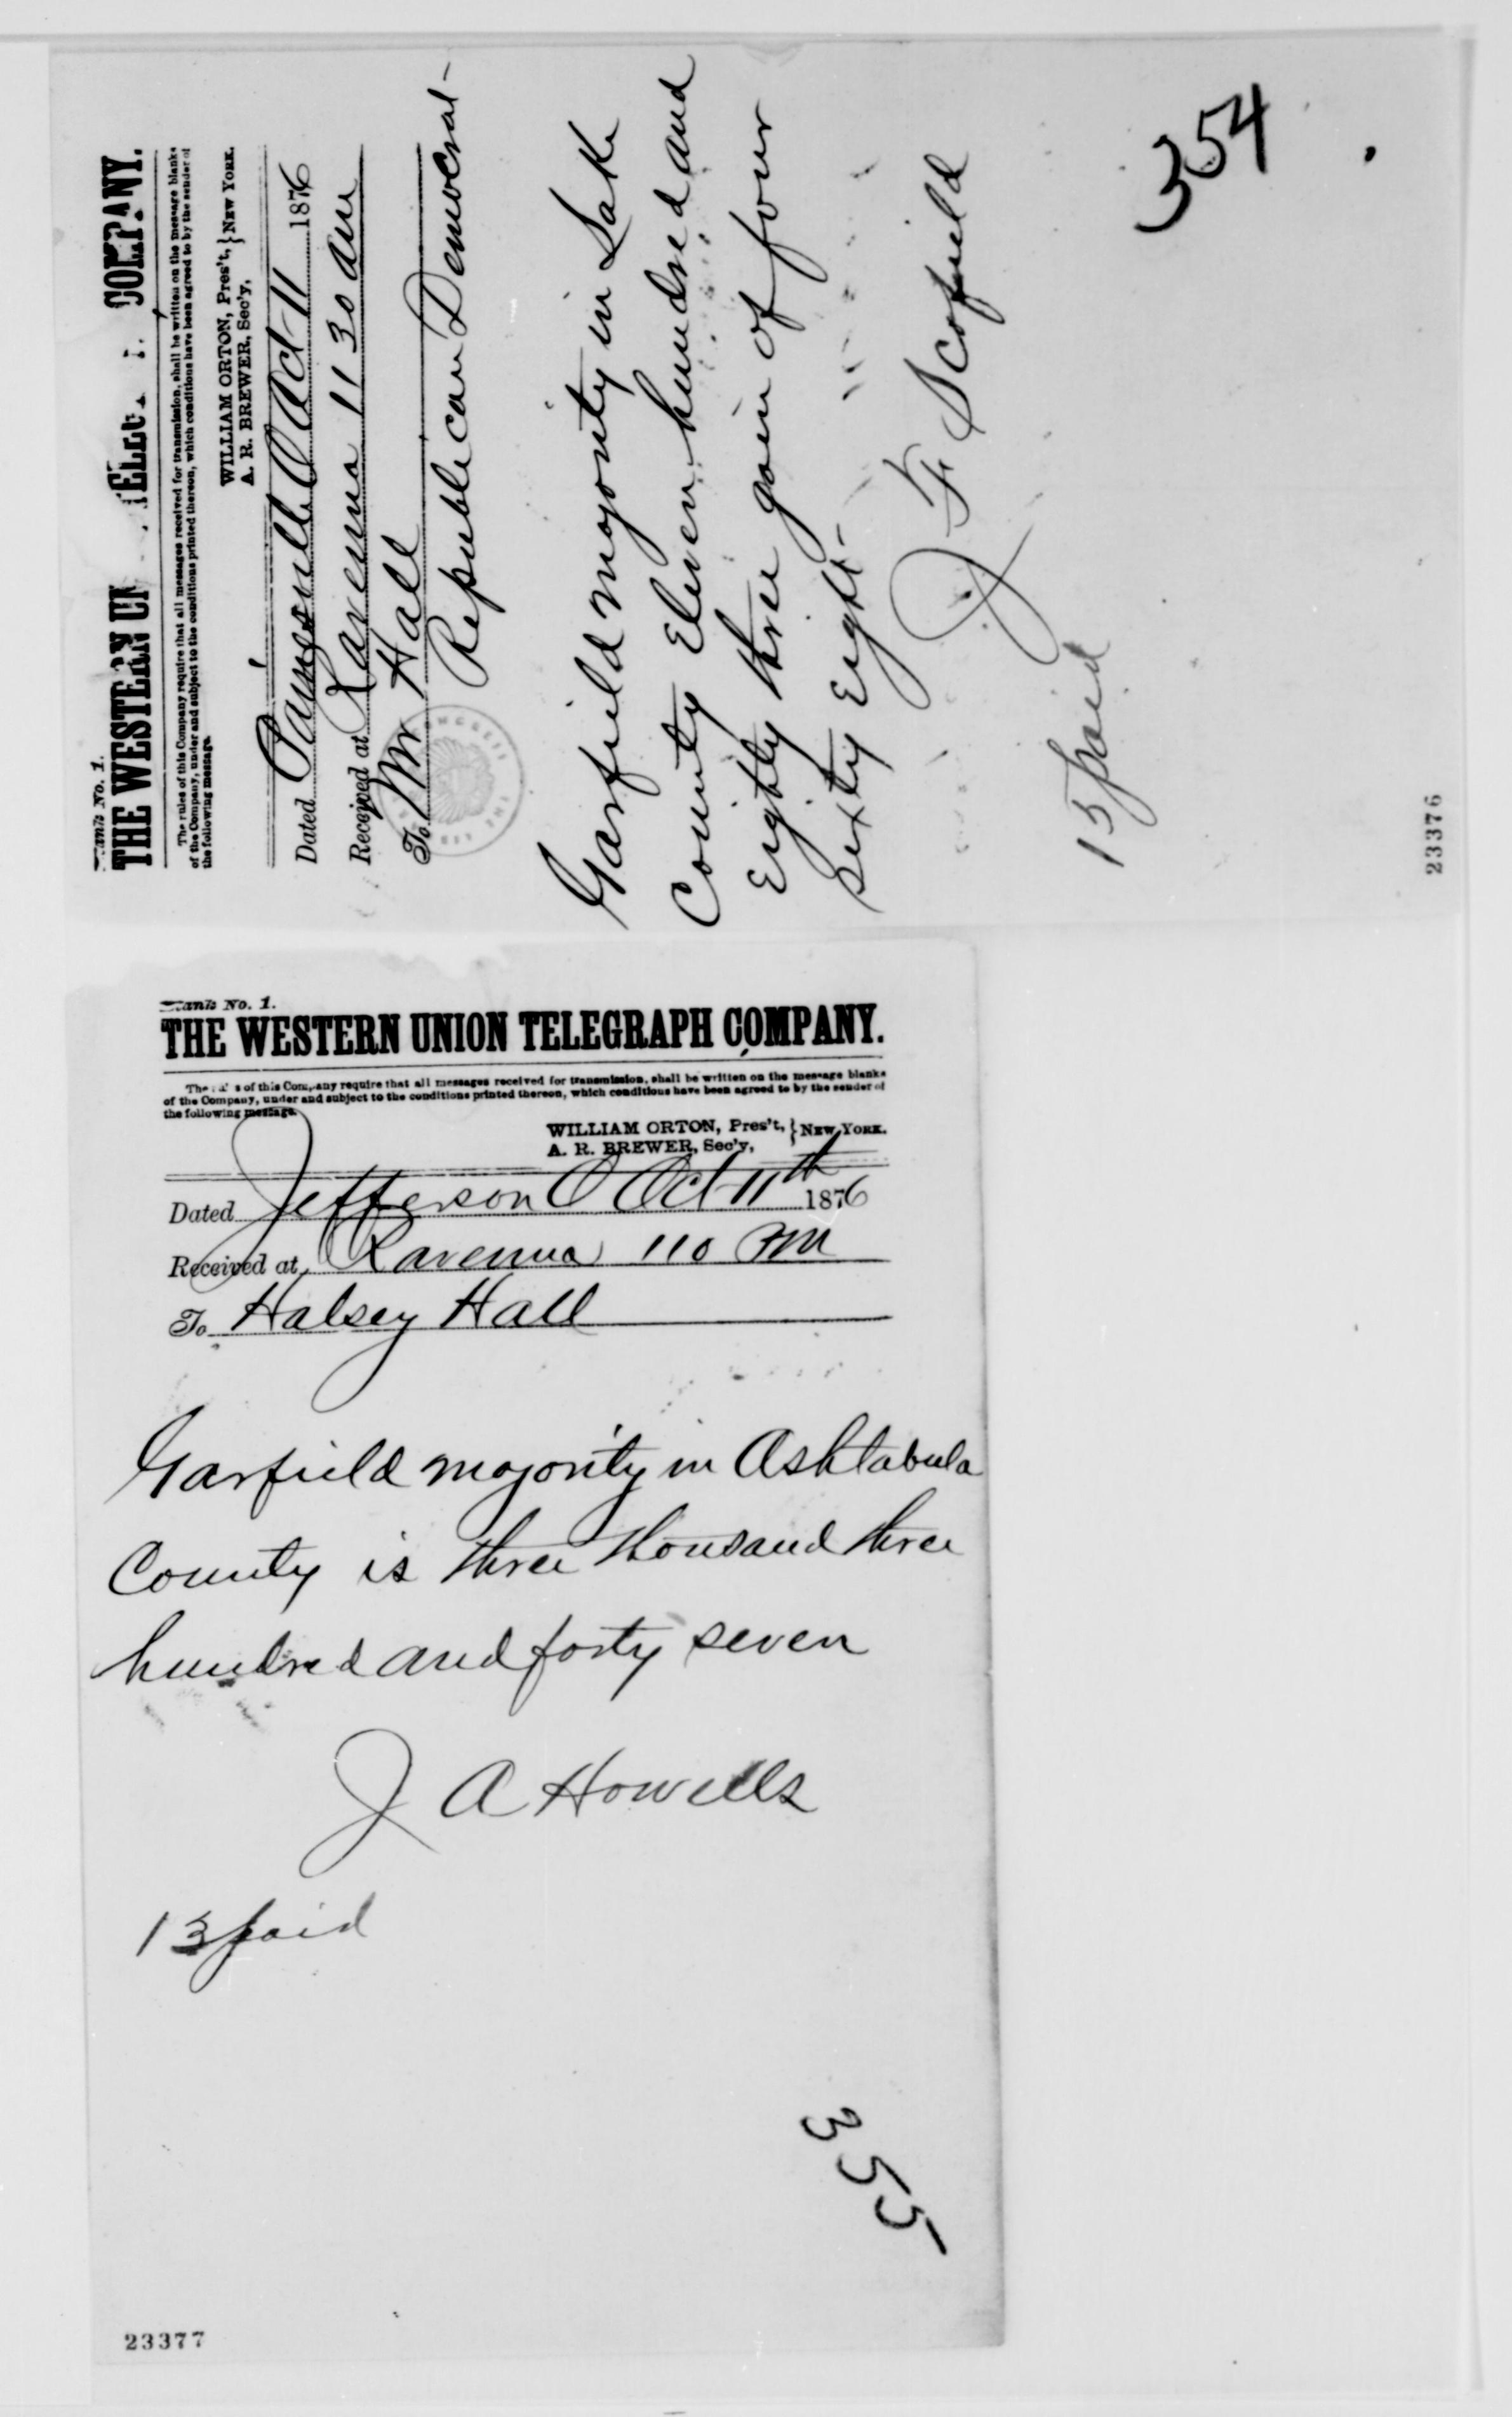 Blank No. 1.
THE WESTERN UNION TELEGRAPH COMPANY.
The rules of this Company require that all messages received for transmission, shall be written on the message blanks
of the Company, under and subject to the conditions printed thereon, which conditions have been agreed to by the sender of
the following message.
WILLIAM ORTON, Pres't, } NEW YORK.
A. R. BREWER, Sec'y,
Dated Painesville O Oct 11 1876
Received at Ravenna 11 30 am
To Mr Hall
Republican Democrat-
Garfield majority in Lake
County Eleven hundred and
Eighty three gain of four
sixty Eight-
J F Scofield
15 paid
354
23376
Blank No. 1.
THE WESTERN UNION TELEGRAPH COMPANY.
The rules of this Company require that all messages received for transmission, shall be written on the message blanks
of the Company, under and subject to the conditions printed thereon, which conditions have been agreed to by the sender of
the following message.
WILLIAM ORTON, Pres't, } NEW YORK.
A. R. BREWER, Sec'y,
Dated Jefferson O Oct 11th 1876
Received at Ravenna 110 PM
To Halsey Hall
Garfield majority in Ashtabula
County is three thousand three
hundred and forty seven
J A Howells
13 paid
355
23377